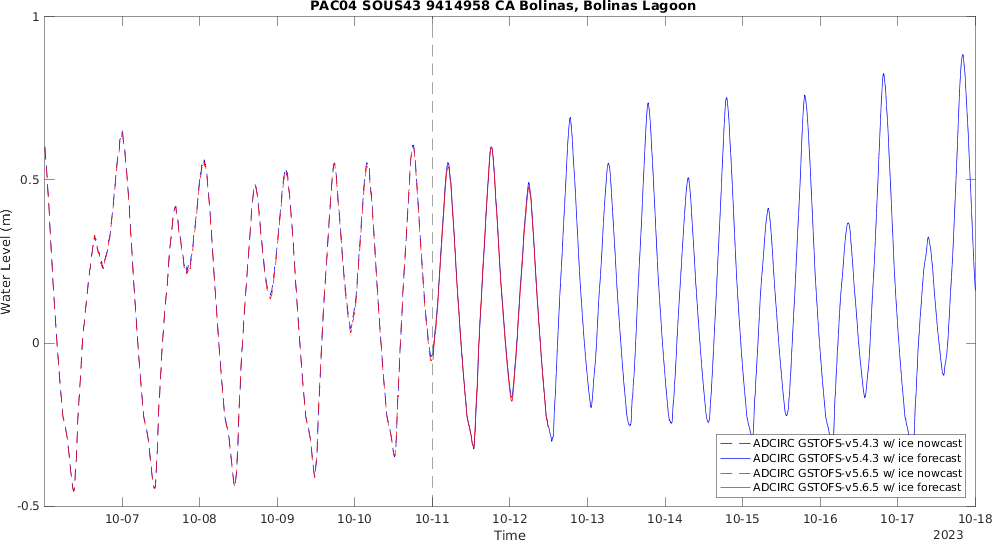 PAC04 SOUS43 9414958 CA Bolinas, Bolinas Lagoon
1
0.5
0
-0.5
Water Level (m)
ADCIRC GSTOFS-v5.4.3 w/ ice nowcast
ADCIRC GSTOFS-v5.4.3 w/ ice forecast
ADCIRC GSTOFS-v5.6.5 w/ ice nowcast
ADCIRC GSTOFS-v5.6.5 w/ ice forecast
10-07 10-08 10-09 10-10 10-11 10-12 10-13 10-14 10-15 10-16 10-17 10-18
Time
2023